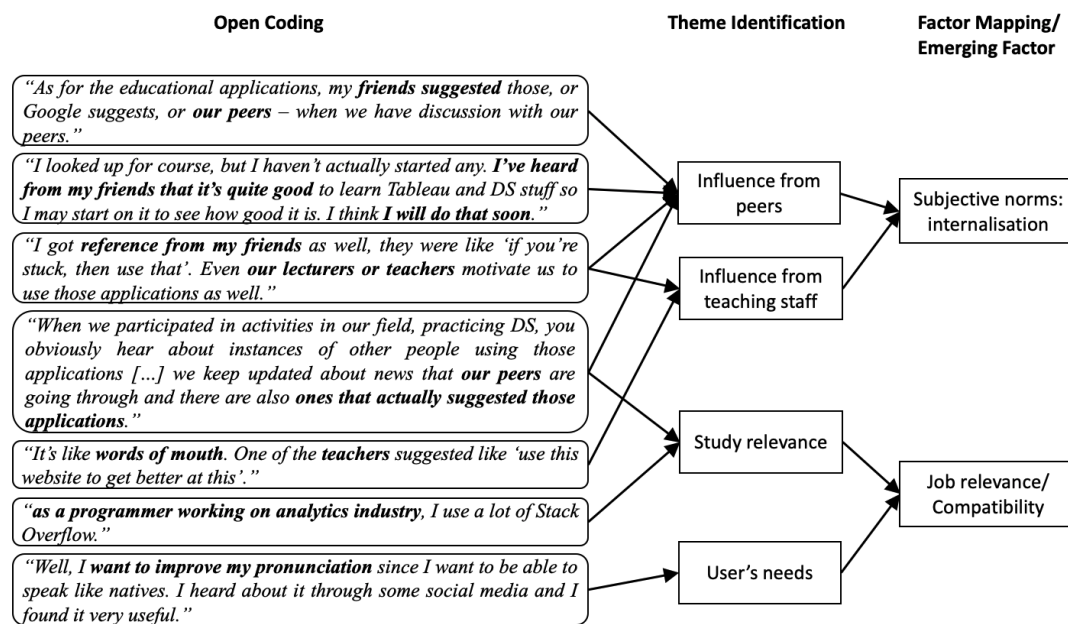 Open Coding
Theme Identification
Factor Mapping/
Emerging Factor
“As for the educational applications, my friends suggested those, or
Google suggests, or our peers – when we have discussion with our
peers.”
“I looked up for course, but I haven’t actually started any. I’ve heard
from my friends that it’s quite good to learn Tableau and DS stuff so
I may start on it to see how good it is. I think I will do that soon.”
“I got reference from my friends as well, they were like ‘if you’re
stuck, then use that’. Even our lecturers or teachers motivate us to
use those applications as well.”
“When we participated in activities in our field, practicing DS, you
obviously hear about instances of other people using those
applications […] we keep updated about news that our peers are
going through and there are also ones that actually suggested those
applications.”
“It’s like words of mouth. One of the teachers suggested like ‘use this
website to get better at this’.”
“as a programmer working on analytics industry, I use a lot of Stack
Overflow.”
“Well, I want to improve my pronunciation since I want to be able to
speak like natives. I heard about it through some social media and I
found it very useful.”
Influence from
peers
Influence from
teaching staff
Study relevance
User’s needs
Subjective norms:
internalisation
Job relevance/
Compatibility